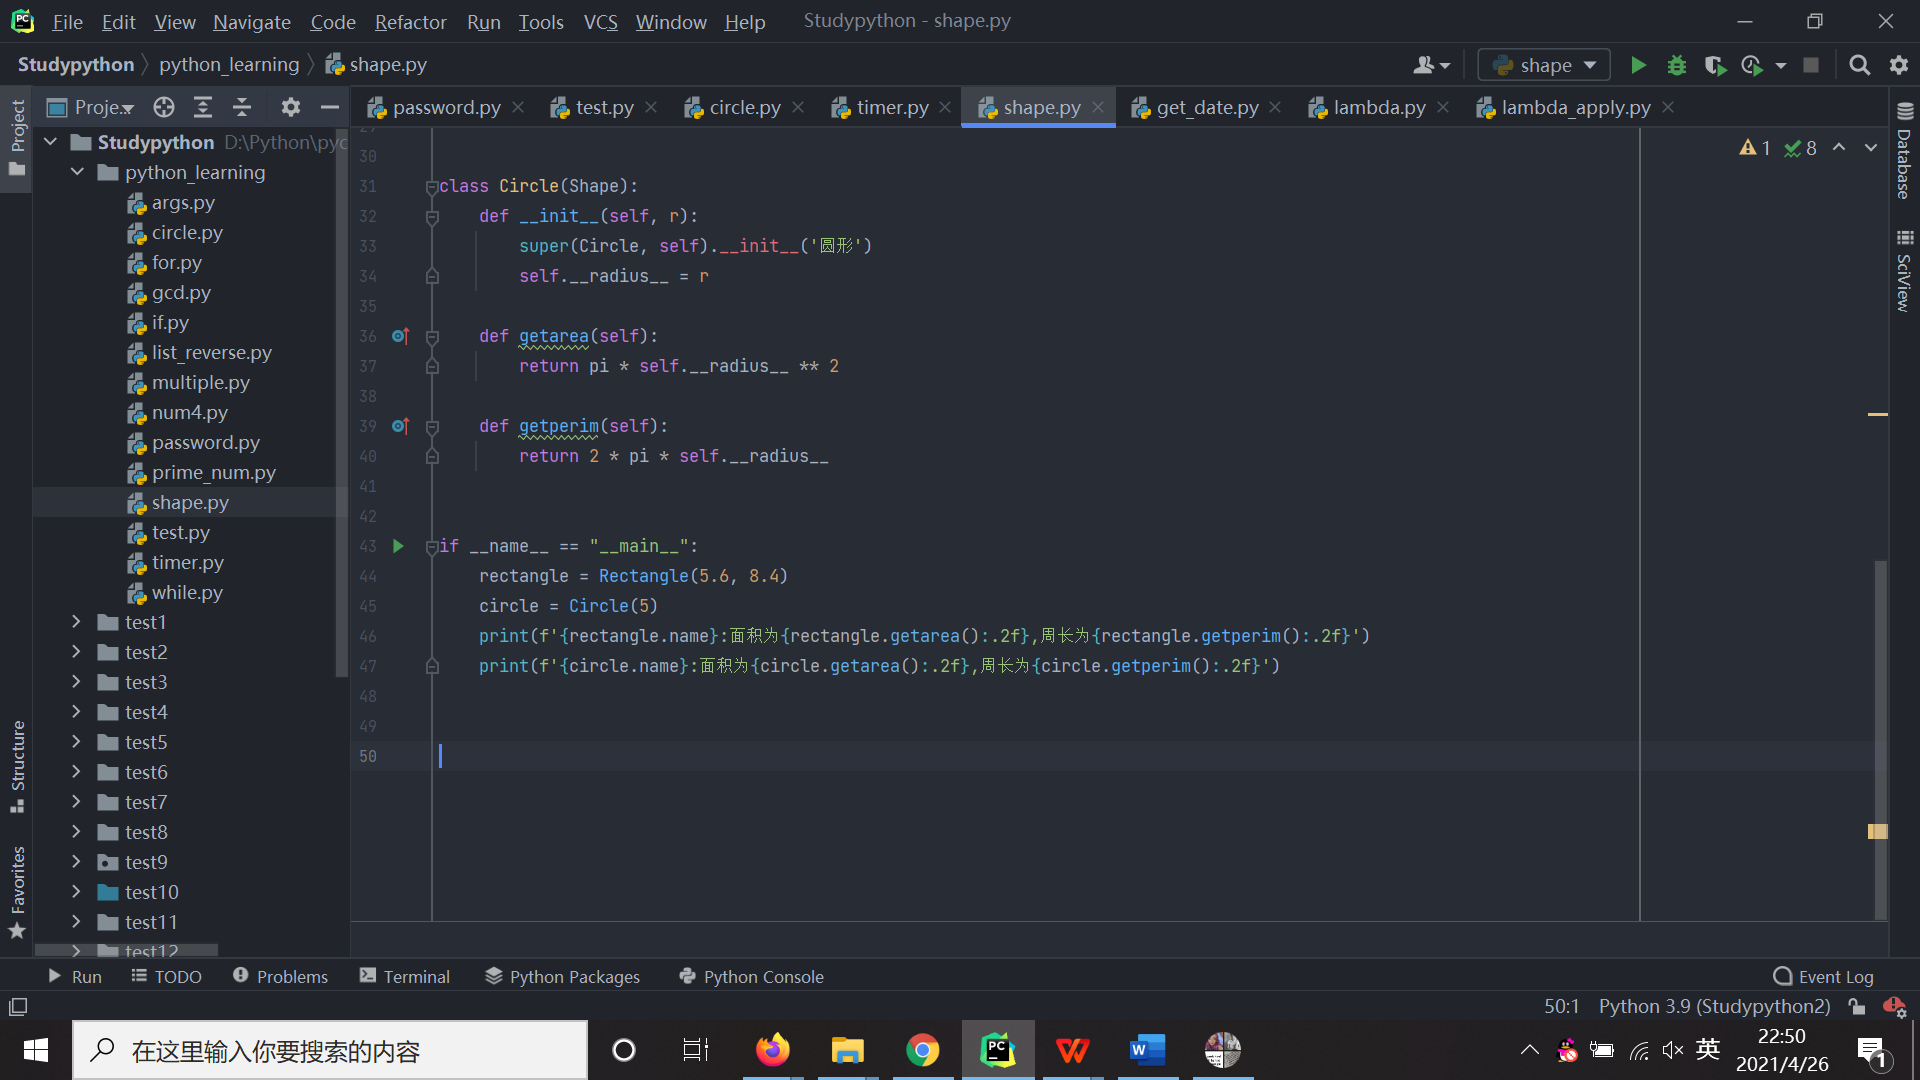 File Edit View Navigate Code Refactor Run Tools VCS Window Help Studypython - shape.py
Studypython python_learning shape.py shape
Proje... password.py test.py circle.py timer.py shape.py get_date.py lambda.py lambda_apply.py
Project
Structure
Favorites
Studypython D:\Python\pyc
python_learning
args.py
circle.py
for.py
gcd.py
if.py
list_reverse.py
multiple.py
num4.py
password.py
prime_num.py
shape.py
test.py
timer.py
while.py
test1
test2
test3
test4
test5
test6
test7
test8
test9
test10
test11
test12
1 8
29
30
31 class Circle(Shape):
32 def __init__(self, r):
33 super(Circle, self).__init__('圆形')
34 self.__radius__ = r
35
36 def getarea(self):
37 return pi * self.__radius__ ** 2
38
39 def getperim(self):
40 return 2 * pi * self.__radius__
41
42
43 if __name__ == "__main__":
44 rectangle = Rectangle(5.6, 8.4)
45 circle = Circle(5)
46 print(f'{rectangle.name}:面积为{rectangle.getarea():.2f},周长为{rectangle.getperim():.2f}')
47 print(f'{circle.name}:面积为{circle.getarea():.2f},周长为{circle.getperim():.2f}')
48
49
50
Database
SciView
Run TODO Problems Terminal Python Packages Python Console Event Log
50:1 Python 3.9 (Studypython2)
在这里输入你要搜索的内容
英
22:50
2021/4/26
1